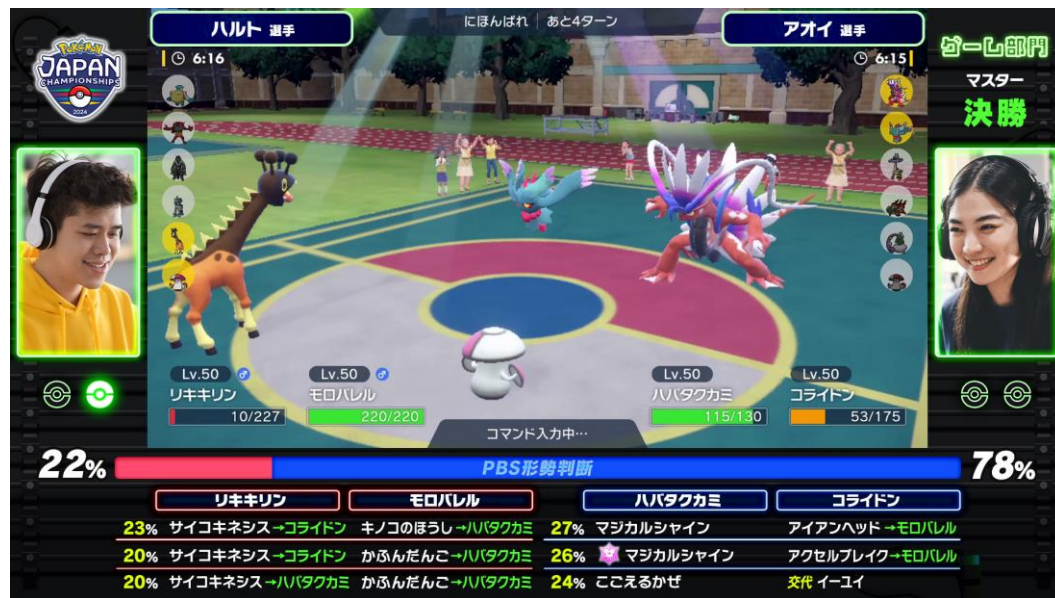 Pokémon
JAPAN
CHAMPIONSHIPS
2024
ハルト 選手
にほんばれ | あと4ターン
アオイ 選手
ゲーム部門
マスター
決勝
6:16
6:15
Lv.50
リキキリン
10/227
Lv.50
モロバレル
220/220
コマンド入力中…
Lv.50
ハバタクカミ
115/130
Lv.50
コライドン
53/175
22%
PBS形勢判断
78%
リキキリン モロバレル ハバタクカミ コライドン
23% サイコキネシス→コライドン キノコのほうし→ハバタクカミ 27% マジカルシャイン アイアンヘッド→モロバレル
20% サイコキネシス→コライドン かふんだんご→ハバタクカミ 26% マジカルシャイン アクセルブレイク→モロバレル
20% サイコキネシス→ハバタクカミ かふんだんご→ハバタクカミ 24% こごえるかぜ 交代 イーユイ